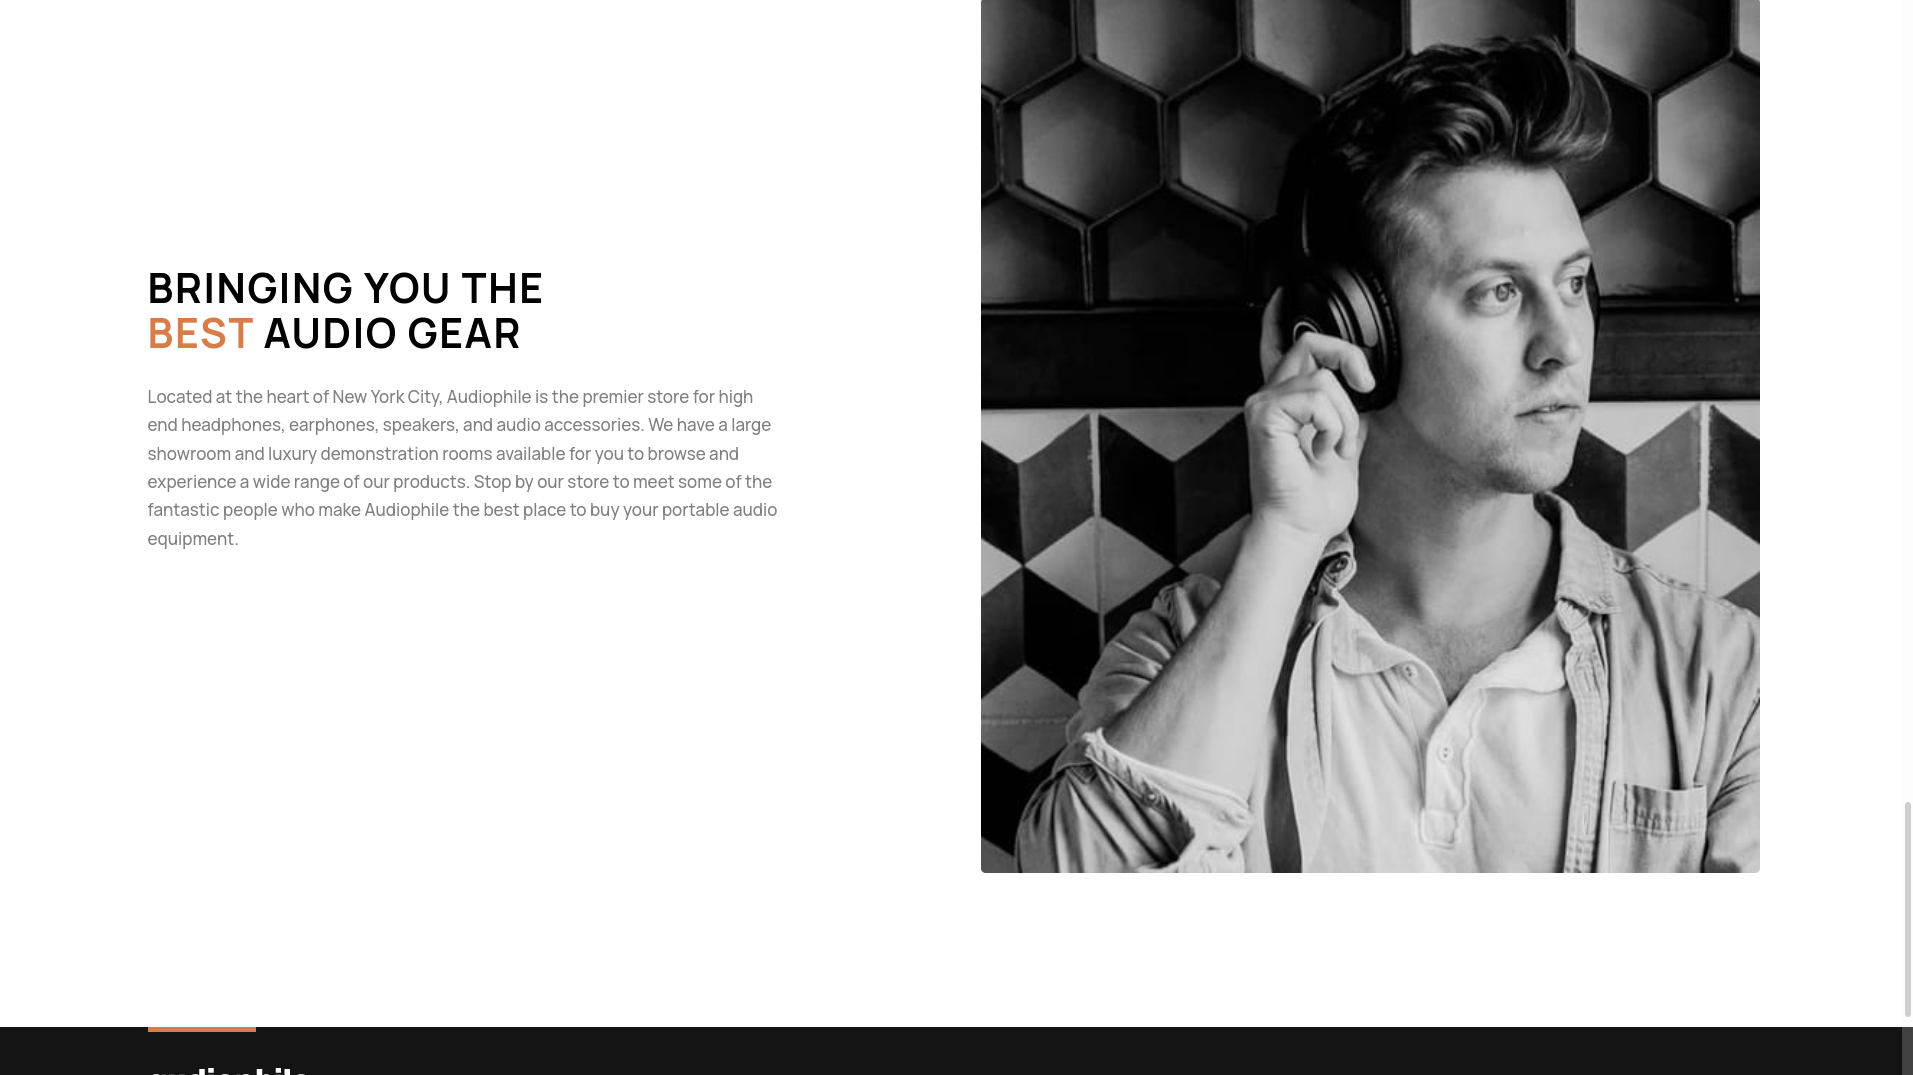 BRINGING YOU THE
BEST AUDIO GEAR
Located at the heart of New York City, Audiophile is the premier store for high
end headphones, earphones, speakers, and audio accessories. We have a large
showroom and luxury demonstration rooms available for you to browse and
experience a wide range of our products. Stop by our store to meet some of the
fantastic people who make Audiophile the best place to buy your portable audio
equipment.
audiophile